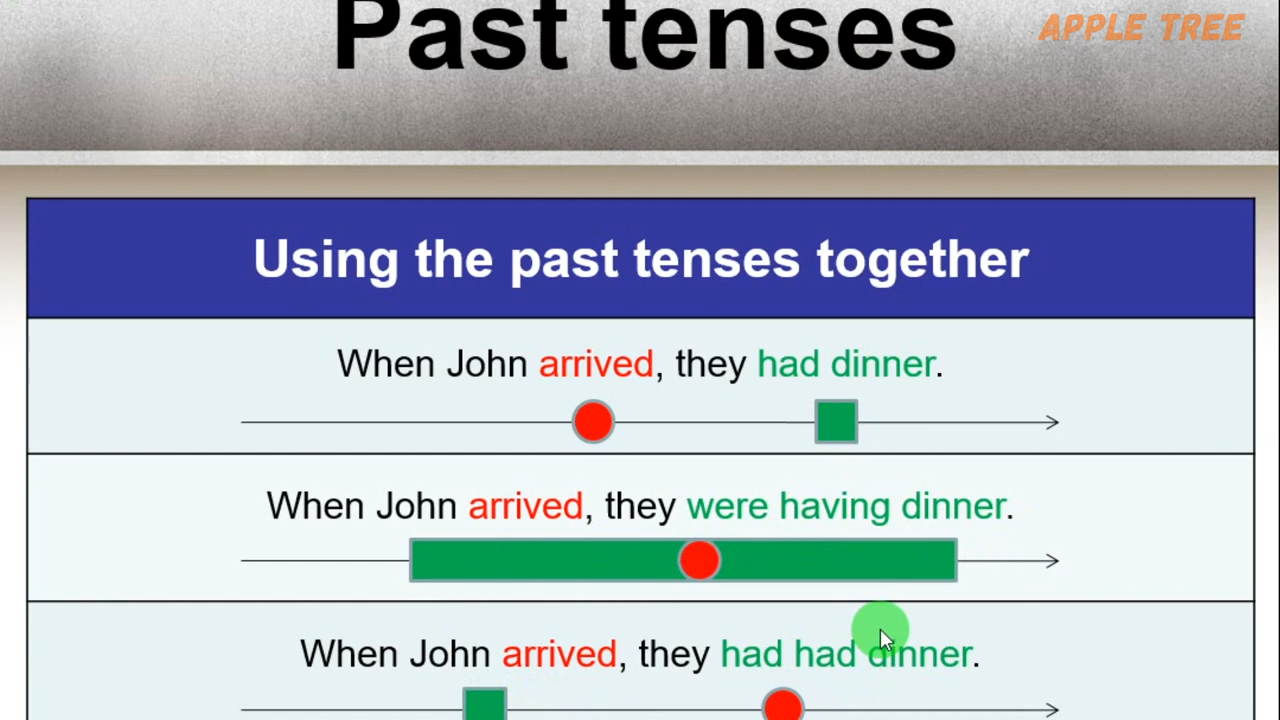 Past tenses
APPLE TREE
Using the past tenses together
When John arrived, they had dinner.
When John arrived, they were having dinner.
When John arrived, they had had dinner.